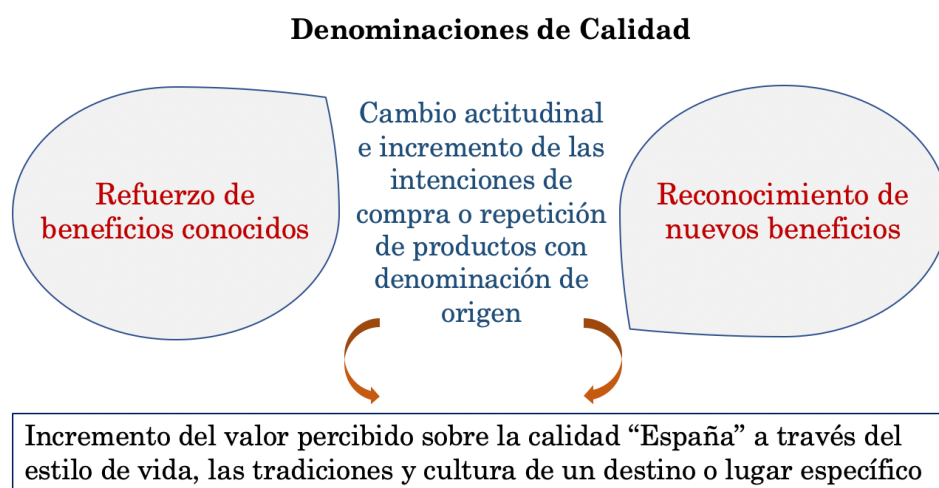 Denominaciones de Calidad
Refuerzo de
beneficios conocidos
Cambio actitudinal
e incremento de las
intenciones de
compra o repetición
de productos con
denominación de
origen
Reconocimiento de
nuevos beneficios
Incremento del valor percibido sobre la calidad “España” a través del
estilo de vida, las tradiciones y cultura de un destino o lugar específico